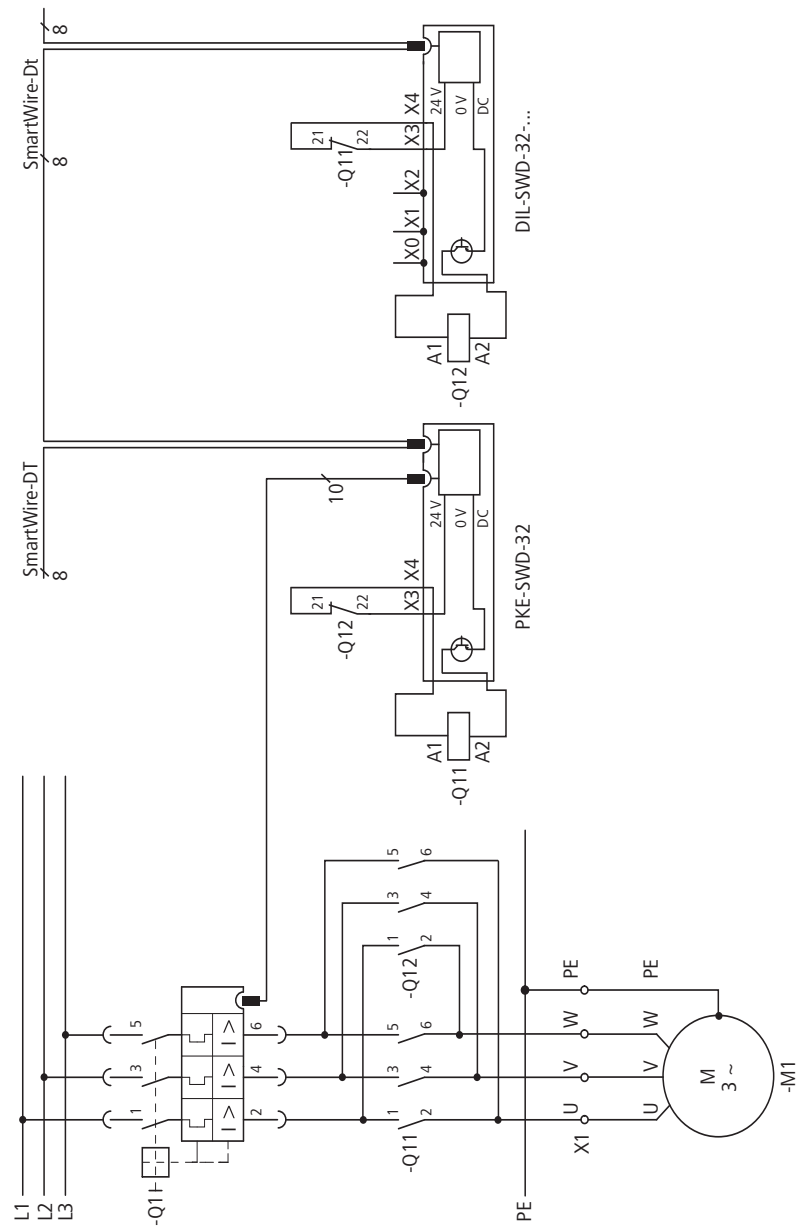 L1
L2
L3
-Q1
1
3
5
I>
I>
I>
2
4
6
-Q11
1
2
3
4
5
6
-Q12
1
2
3
4
5
6
PE
X1
U
V
W
PE
U
V
W
PE
M
3 ~
-M1
SmartWire-DT
8
10
-Q12
21
22
X3
X4
24 V
0 V
DC
A1
A2
-Q11
PKE-SWD-32
SmartWire-Dt
8
8
-Q11
21
22
X0
X1
X2
X3
X4
24 V
0 V
DC
A1
A2
-Q12
DIL-SWD-32-...